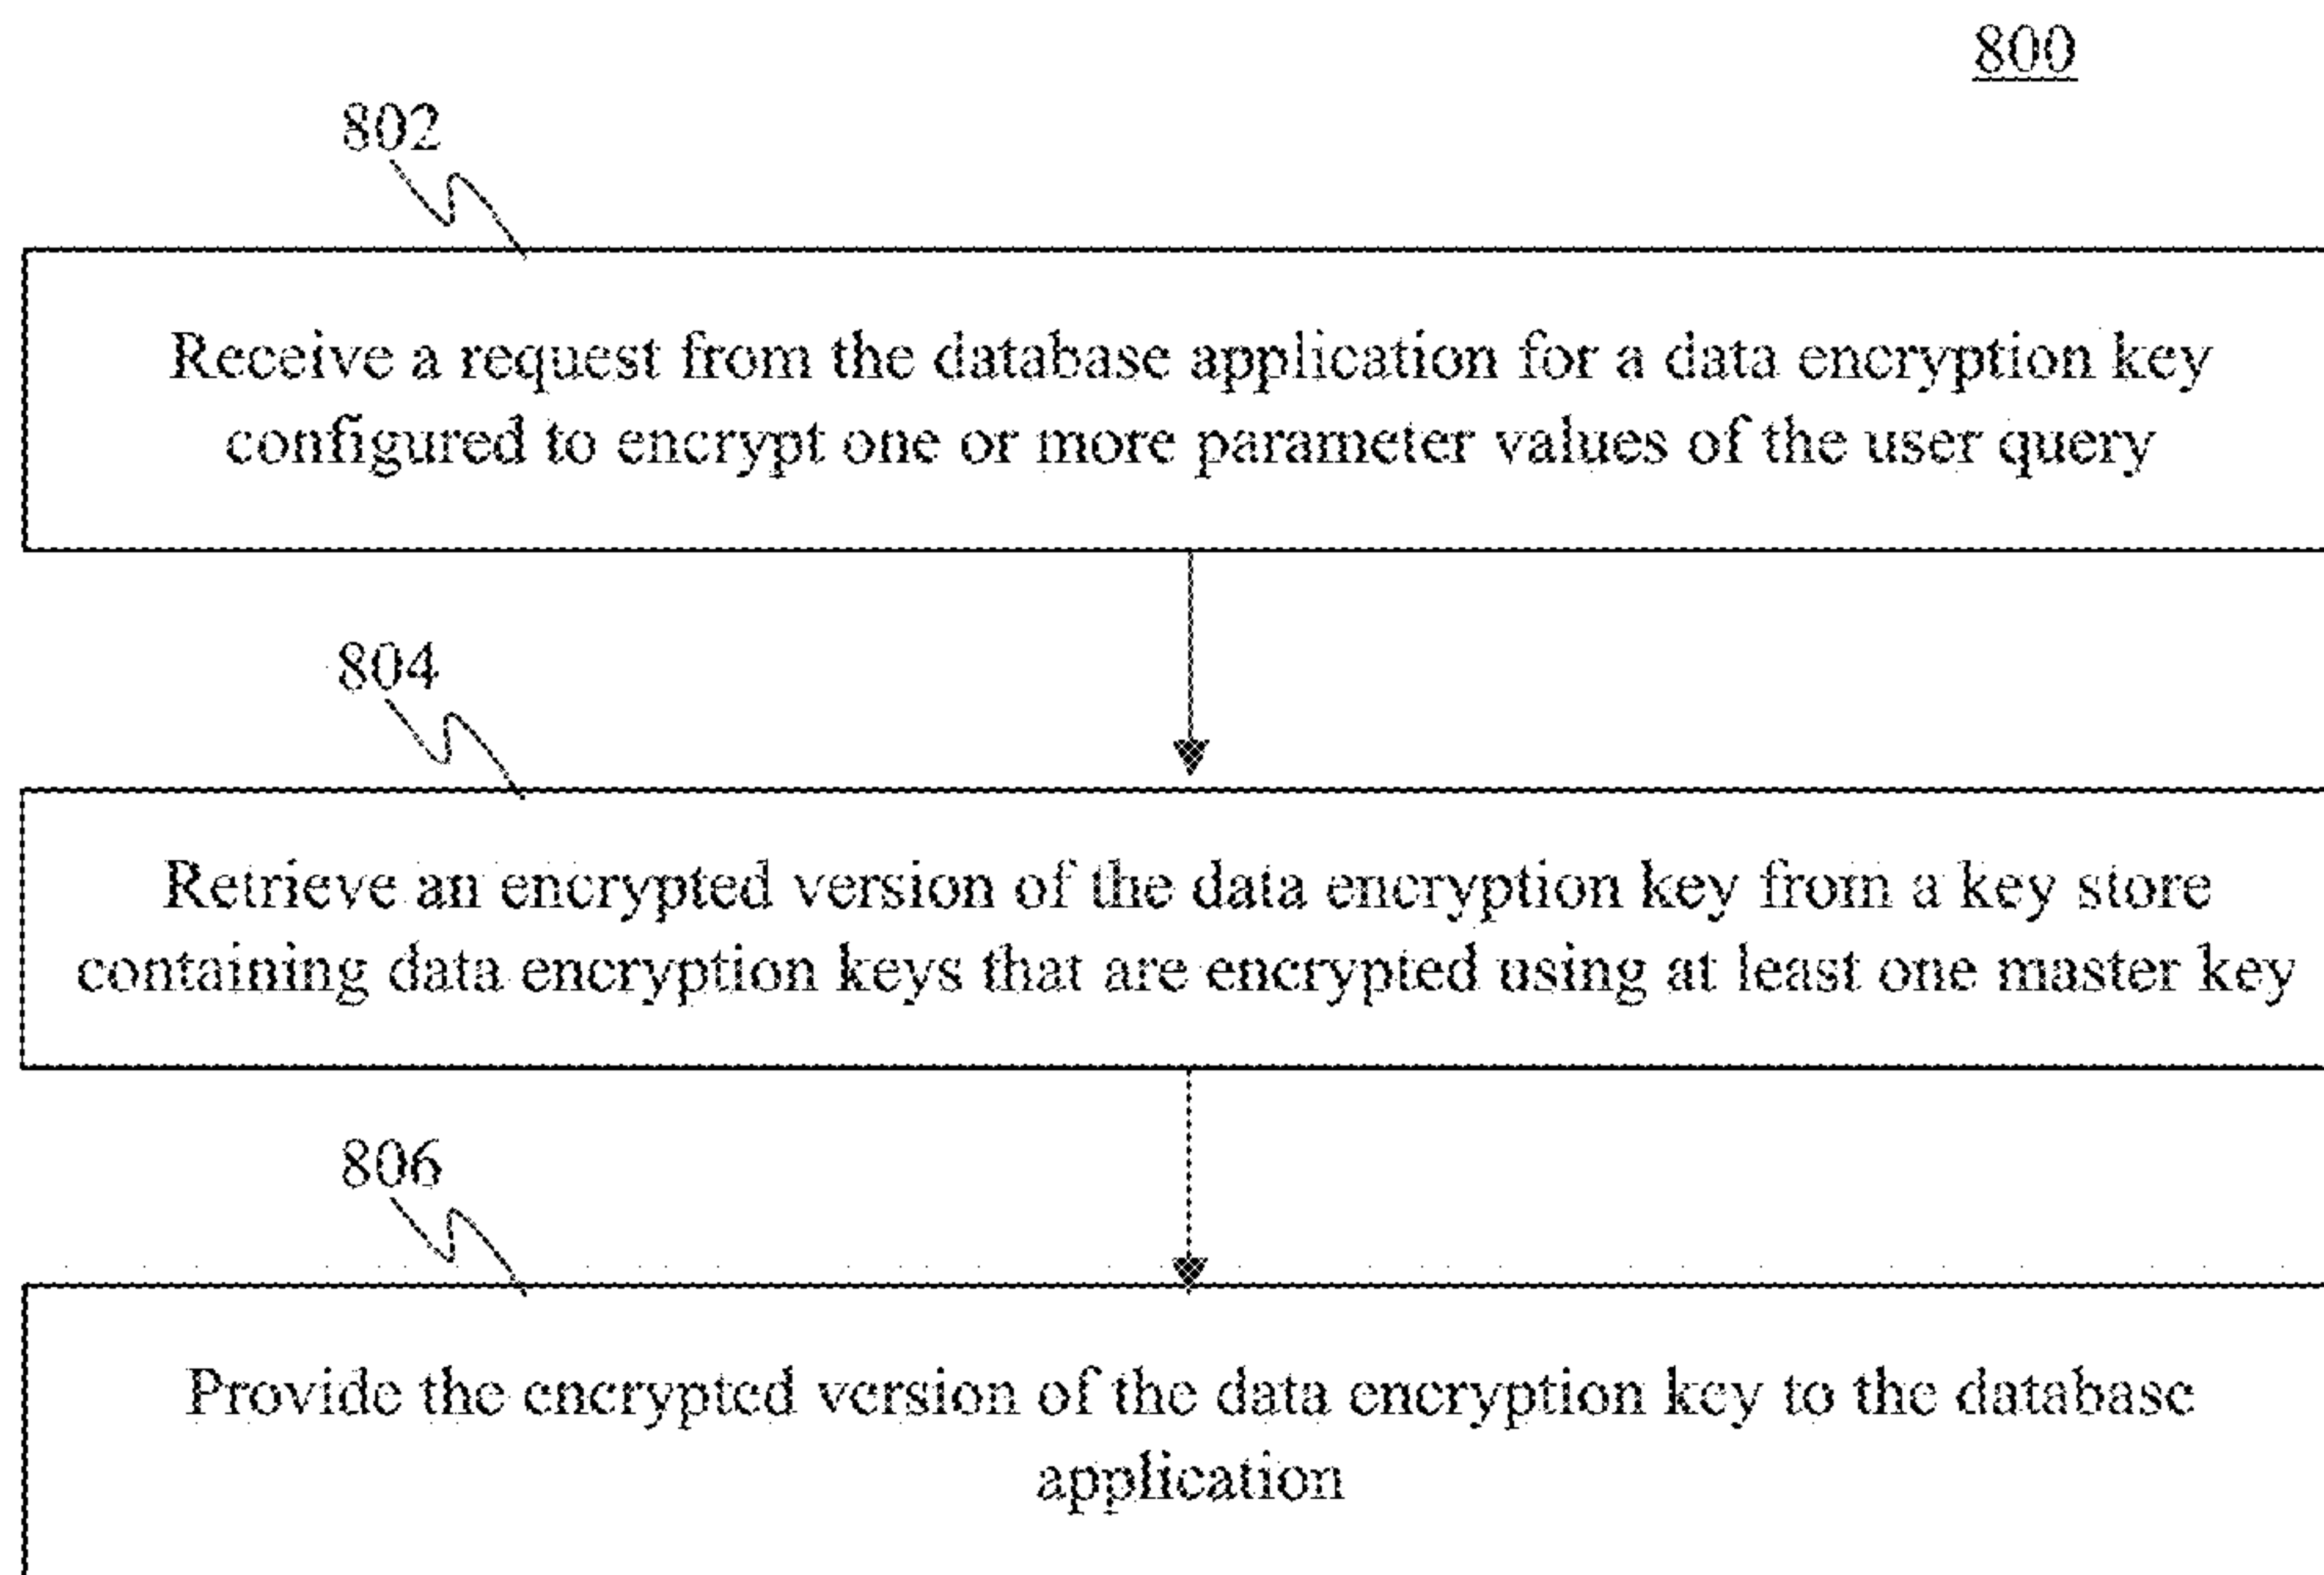 800
802
Receive a request from the database application for a data encryption key
configured to encrypt one or more parameter values of the user query
804
Retrieve an encrypted version of the data encryption key from a key store
containing data encryption keys that are encrypted using at least one master key
806
Provide the encrypted version of the data encryption key to the database
application